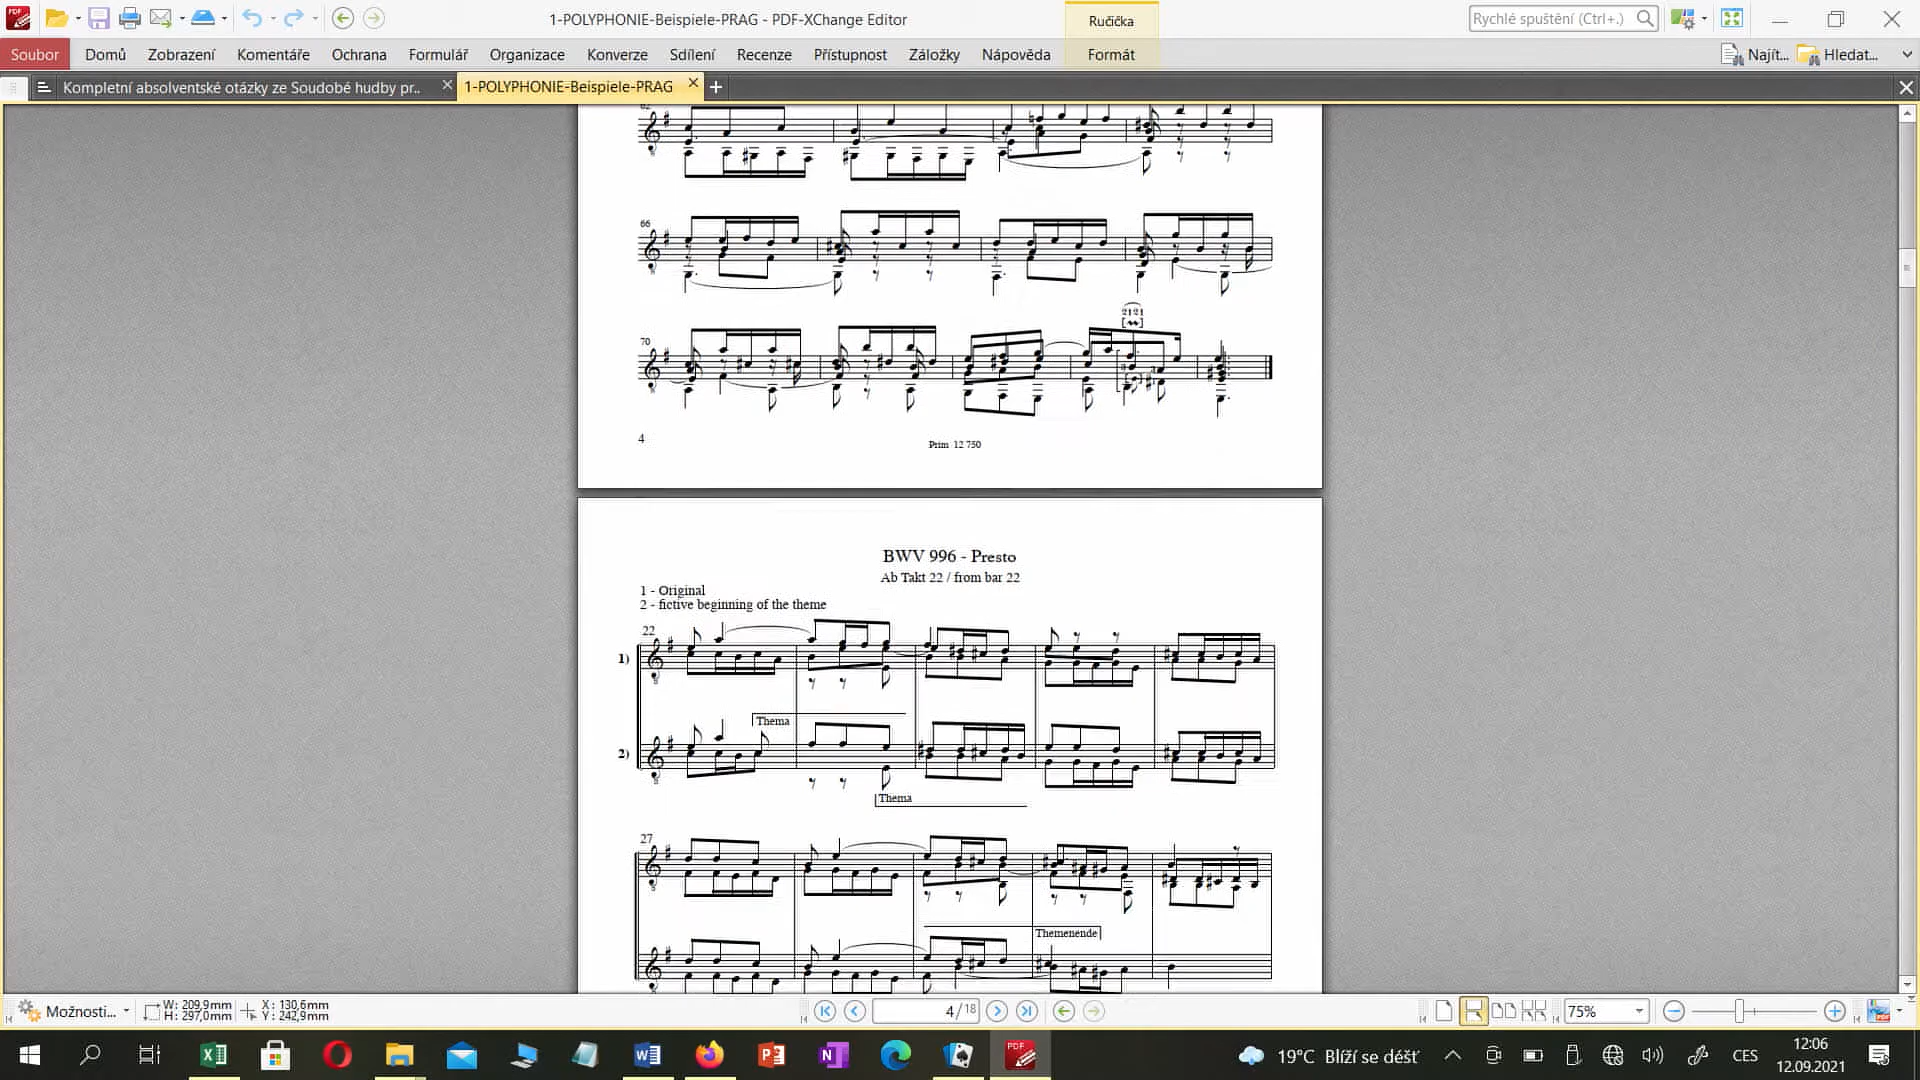 1-POLYPHONIE-Beispiele-PRAG - PDF-XChange Editor
Ručička
Rychlé spuštění (Ctrl+.)
Soubor Domů Zobrazení Komentáře Ochrana Formulář Organizace Konverze Sdílení Recenze Přístupnost Záložky Nápověda Formát Najít... Hledat...
Kompletní absolventské otázky ze Soudobé hudby pr.. 1-POLYPHONIE-Beispiele-PRAG
62
66
2121
70
4
Prim 12 750
BWV 996 - Presto
Ab Takt 22 / from bar 22
1 - Original
2 - fictive beginning of the theme
22
1)
Thema
2)
Thema
27
Themenende
Možnosti... W: 209,9mm H: 297,0mm X: 130,6mm Y: 242,9mm 4 / 18 75%
19°C Blíží se déšť CES 12:06
12.09.2021